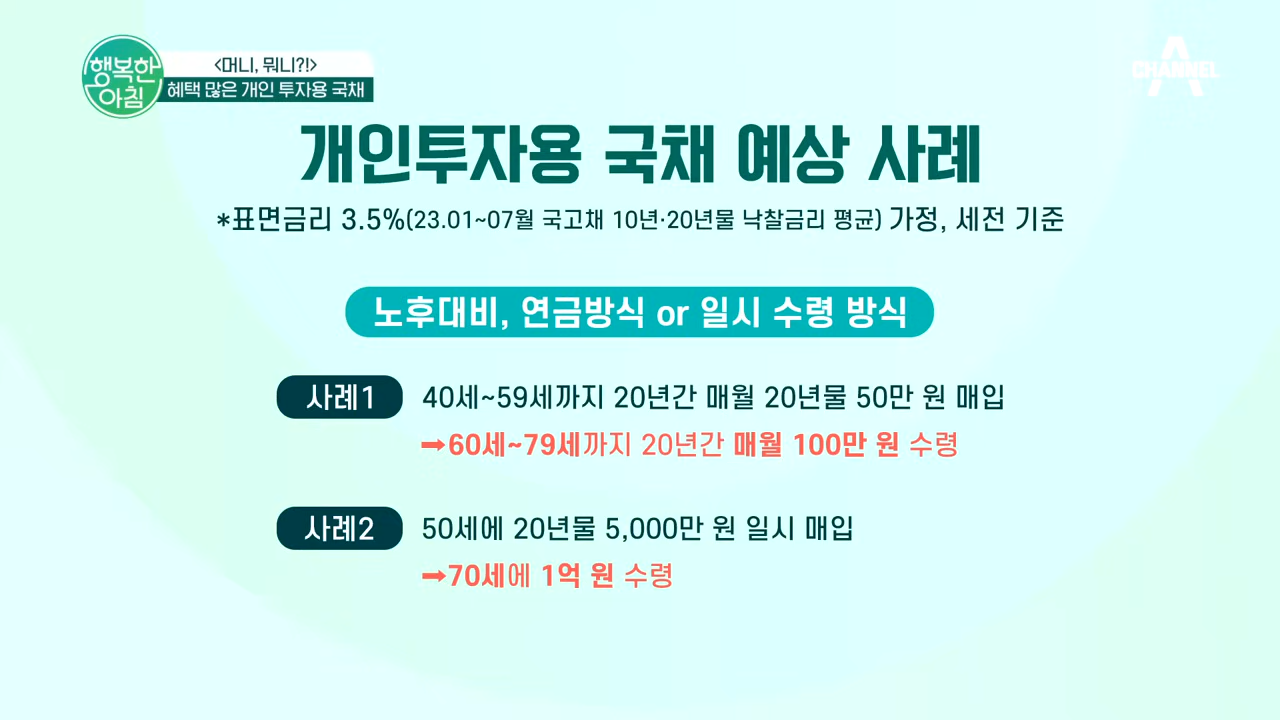 행복한
아침
<머니, 뭐니?!>
혜택 많은 개인 투자용 국채
CHANNEL A
개인투자용 국채 예상 사례
*표면금리 3.5%(23.01~07월 국고채 10년·20년물 낙찰금리 평균) 가정, 세전 기준
노후대비, 연금방식 or 일시 수령 방식
사례1 40세~59세까지 20년간 매월 20년물 50만 원 매입
➡60세~79세까지 20년간 매월 100만 원 수령
사례2 50세에 20년물 5,000만 원 일시 매입
➡70세에 1억 원 수령